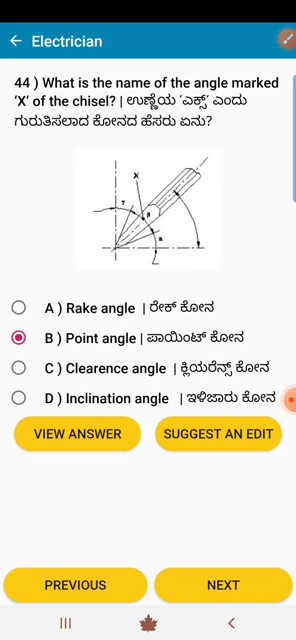 Electrician
44 ) What is the name of the angle marked
‘X’ of the chisel? | ಉಣ್ಣೆಯ ‘ಎಕ್ಸ್’ ಎಂದು
ಗುರುತಿಸಲಾದ ಕೋನದ ಹೆಸರು ಏನು?
X
γ
β
α
A ) Rake angle | ರೇಕ್ ಕೋನ
B ) Point angle | ಪಾಯಿಂಟ್ ಕೋನ
C ) Clearence angle | ಕ್ಲಿಯರೆನ್ಸ್ ಕೋನ
D ) Inclination angle | ಇಳಿಜಾರು ಕೋನ
VIEW ANSWER
SUGGEST AN EDIT
PREVIOUS
NEXT